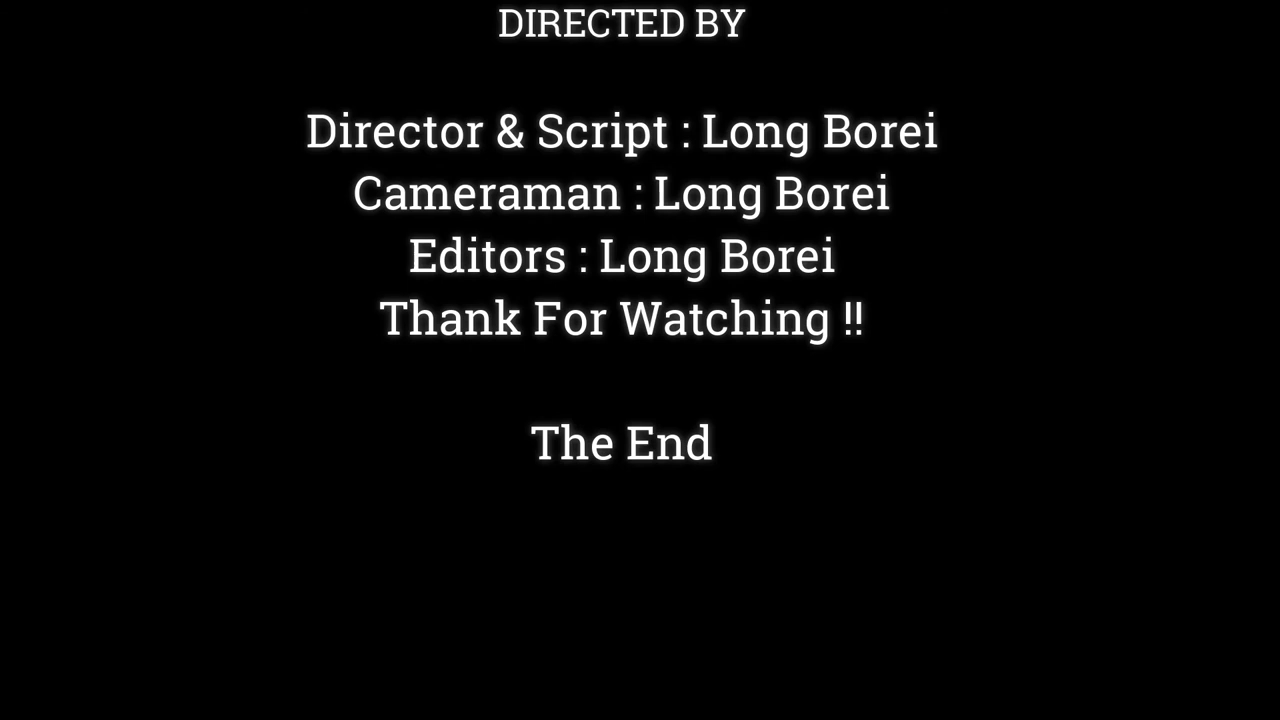 DIRECTED BY
Director & Script : Long Borei
Cameraman : Long Borei
Editors : Long Borei
Thank For Watching !!
The End